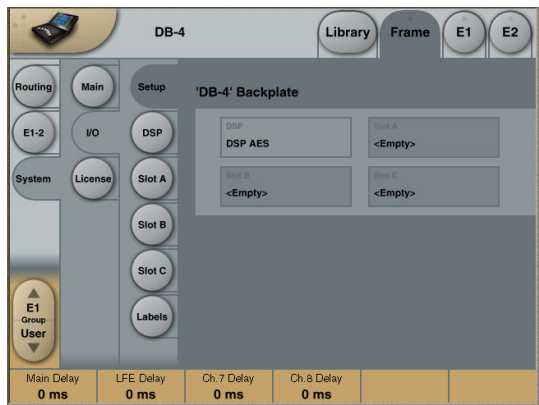 DB-4
Library
Frame
E1
E2
Routing
Main
Setup
'DB-4' Backplate
E1-2
I/O
DSP
DSP
DSP AES
Slot A
<Empty>
System
License
Slot A
Slot B
<Empty>
Slot C
<Empty>
Slot B
Slot C
Labels
E1
Group
User
Main Delay
0 ms
LFE Delay
0 ms
Ch.7 Delay
0 ms
Ch.8 Delay
0 ms